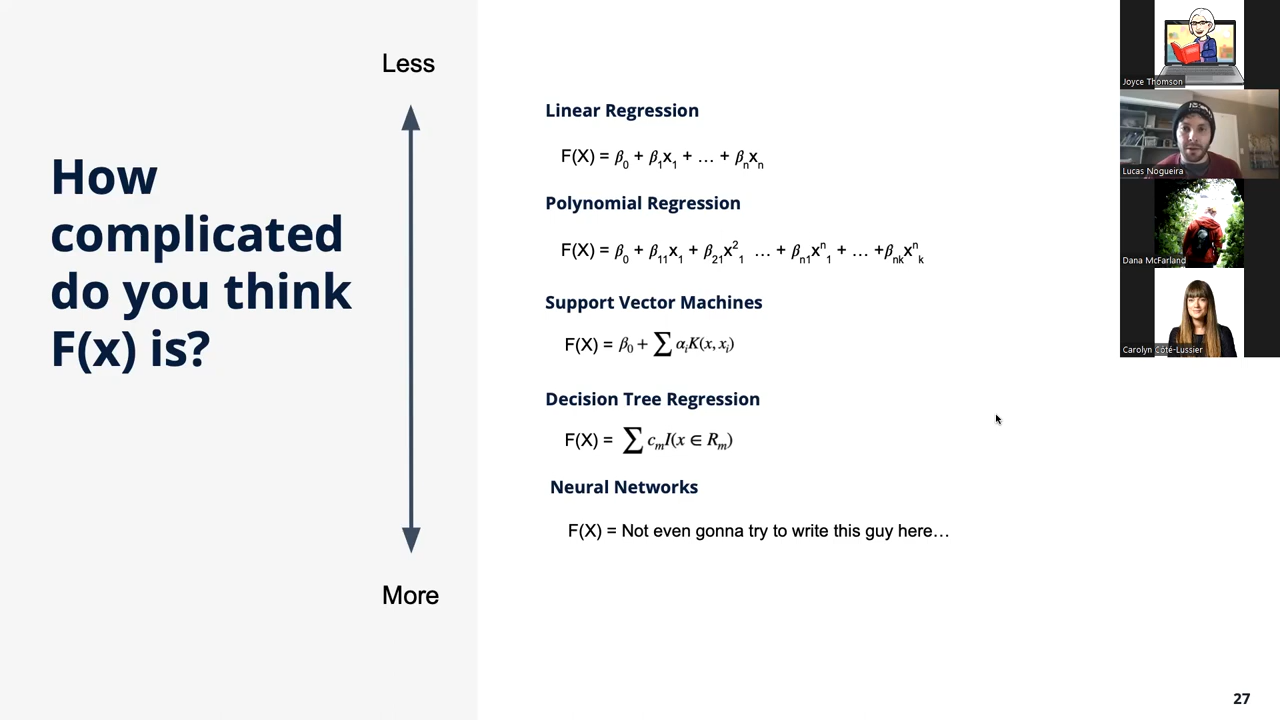 How
complicated
do you think
F(x) is?
Less
More
Linear Regression
F(X) = β₀ + β₁x₁ + … + βₙxₙ
Polynomial Regression
F(X) = β₀ + β₁₁x₁ + β₂₁x²₁ … + βₙ₁xⁿ₁ + … +βₙₖxⁿₖ
Support Vector Machines
F(X) = β₀ + ∑ αᵢK(x, xᵢ)
Decision Tree Regression
F(X) = ∑ cₘI(x ∈ Rₘ)
Neural Networks
F(X) = Not even gonna try to write this guy here…
Joyce Thomson
Lucas Nogueira
Dana McFarland
Carolyn Côté-Lussier
27